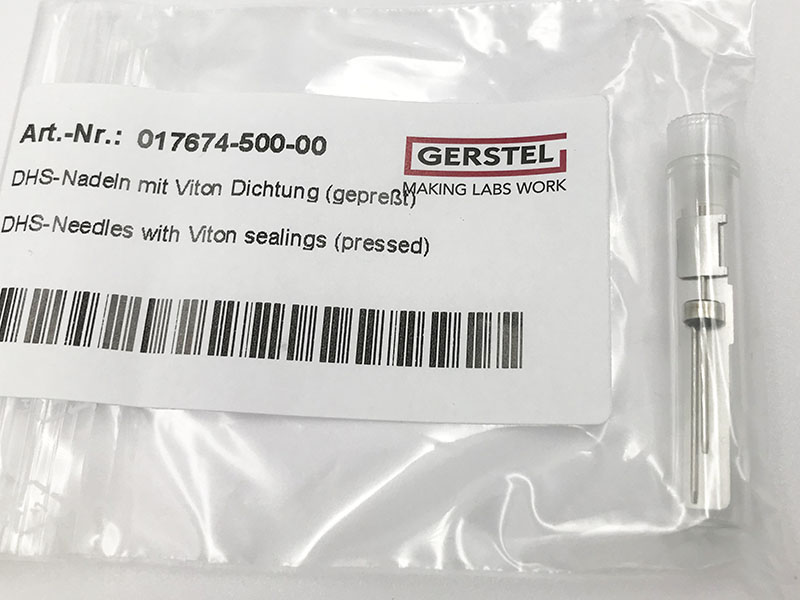 Art.-Nr.: 017674-500-00
GERSTEL
MAKING LABS WORK
DHS-Nadeln mit Viton Dichtung (gepreßt)
DHS-Needles with Viton sealings (pressed)